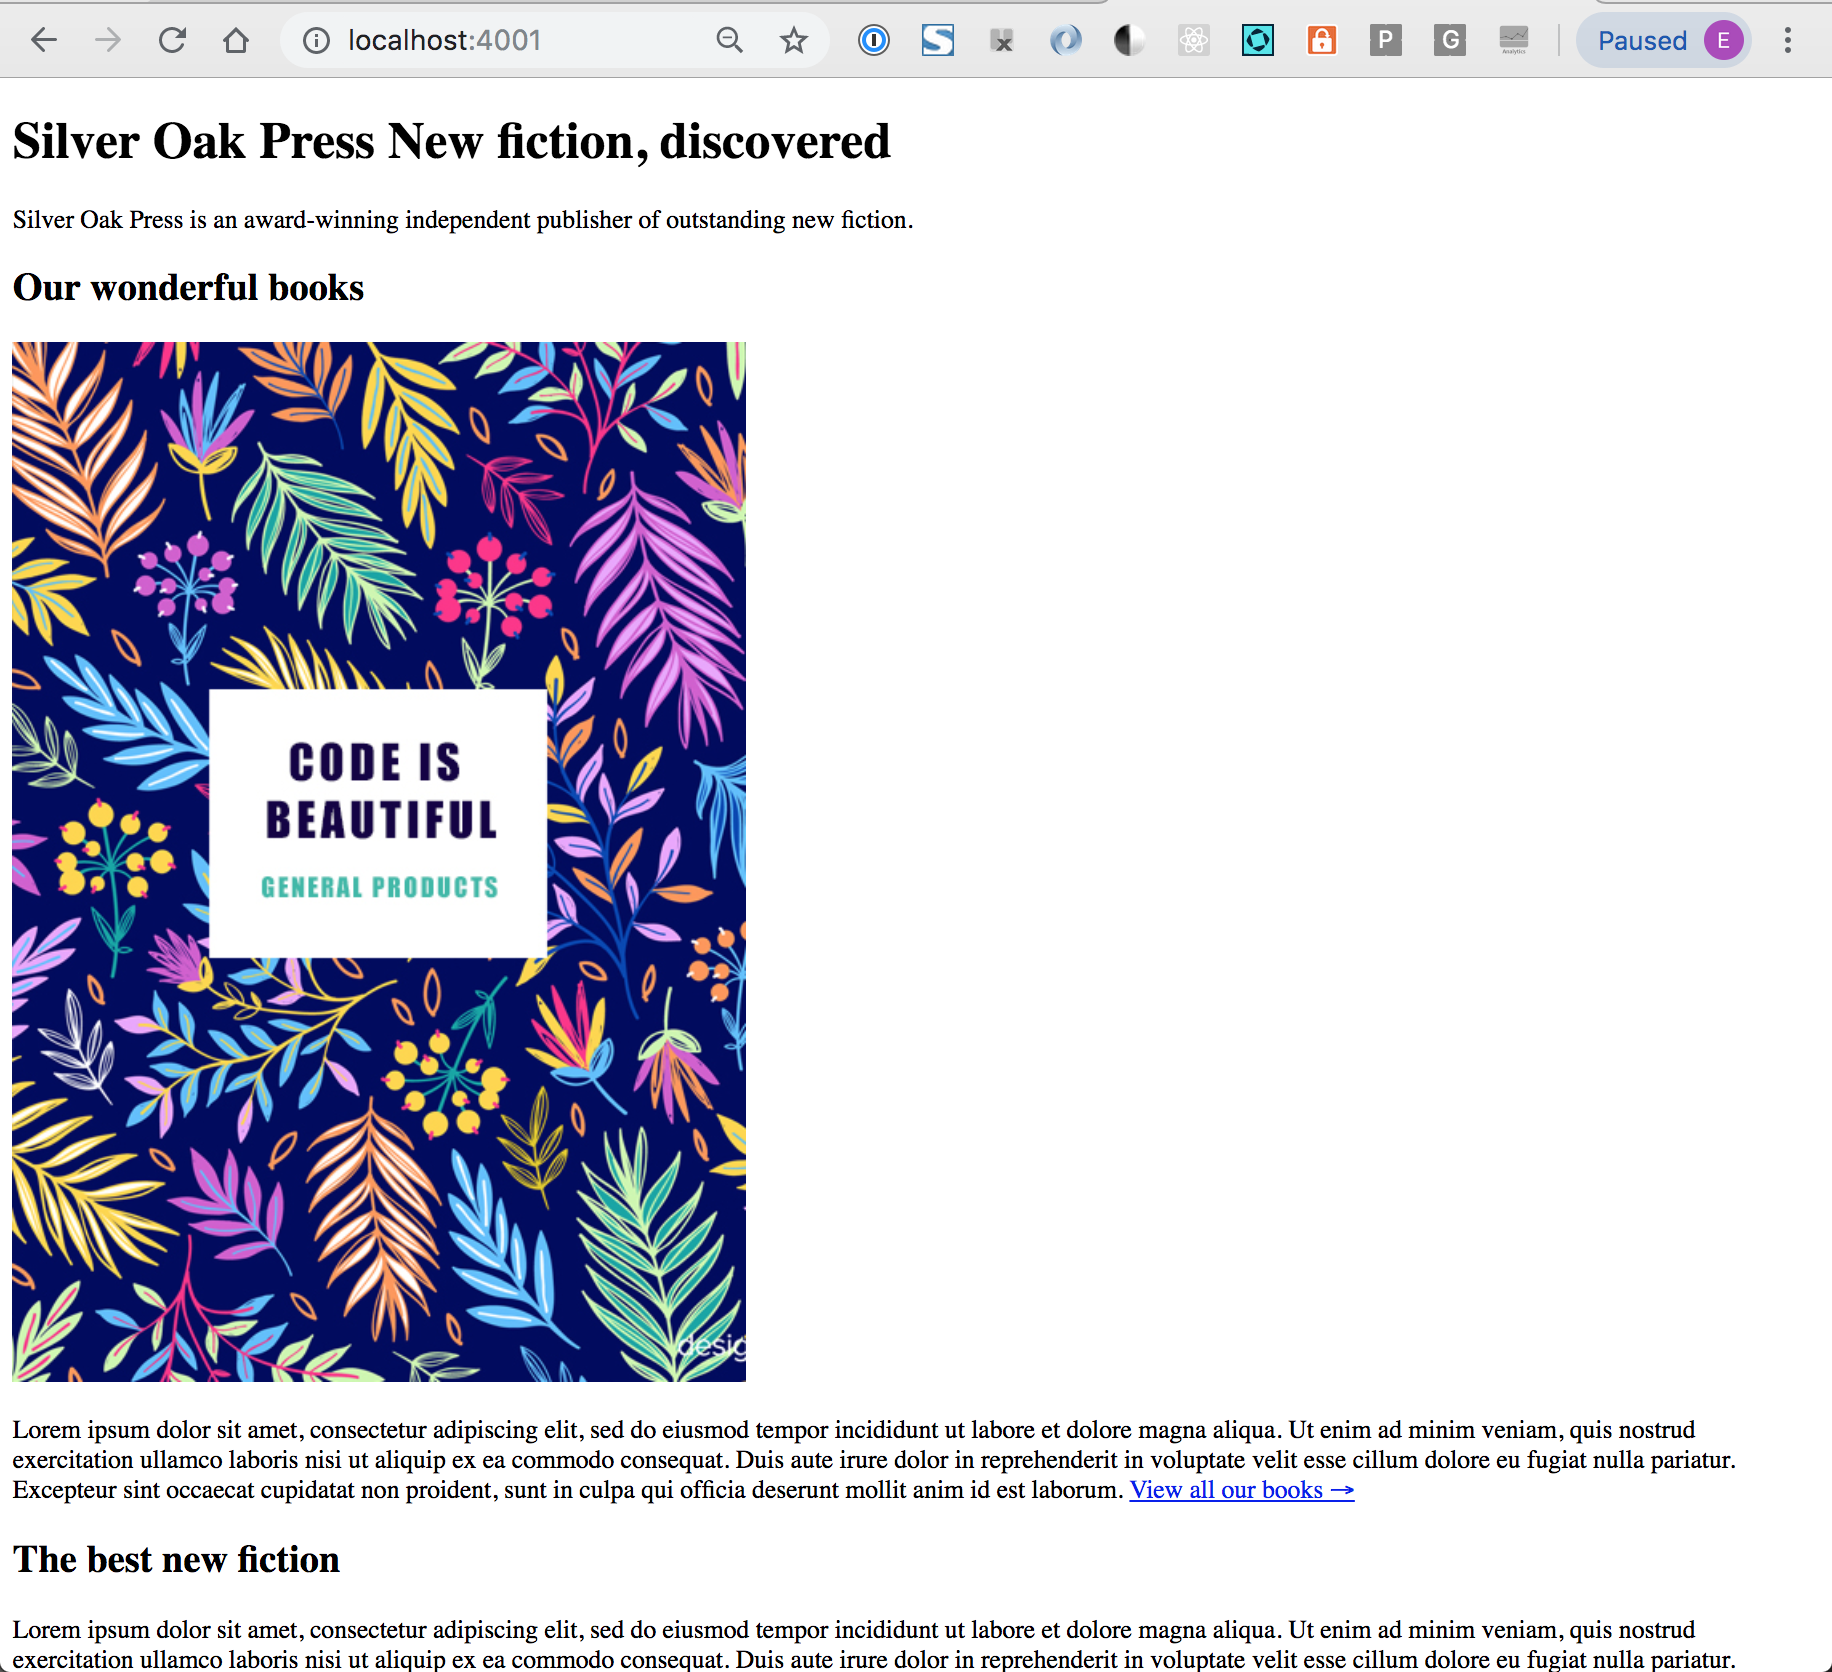 localhost:4001
P
G
Analytics
Paused
E
Silver Oak Press New fiction, discovered
Silver Oak Press is an award-winning independent publisher of outstanding new fiction.
Our wonderful books
CODE IS
BEAUTIFUL
GENERAL PRODUCTS
desig
Lorem ipsum dolor sit amet, consectetur adipiscing elit, sed do eiusmod tempor incididunt ut labore et dolore magna aliqua. Ut enim ad minim veniam, quis nostrud
exercitation ullamco laboris nisi ut aliquip ex ea commodo consequat. Duis aute irure dolor in reprehenderit in voluptate velit esse cillum dolore eu fugiat nulla pariatur.
Excepteur sint occaecat cupidatat non proident, sunt in culpa qui officia deserunt mollit anim id est laborum. View all our books →
The best new fiction
Lorem ipsum dolor sit amet, consectetur adipiscing elit, sed do eiusmod tempor incididunt ut labore et dolore magna aliqua. Ut enim ad minim veniam, quis nostrud
exercitation ullamco laboris nisi ut aliquip ex ea commodo consequat. Duis aute irure dolor in reprehenderit in voluptate velit esse cillum dolore eu fugiat nulla pariatur.